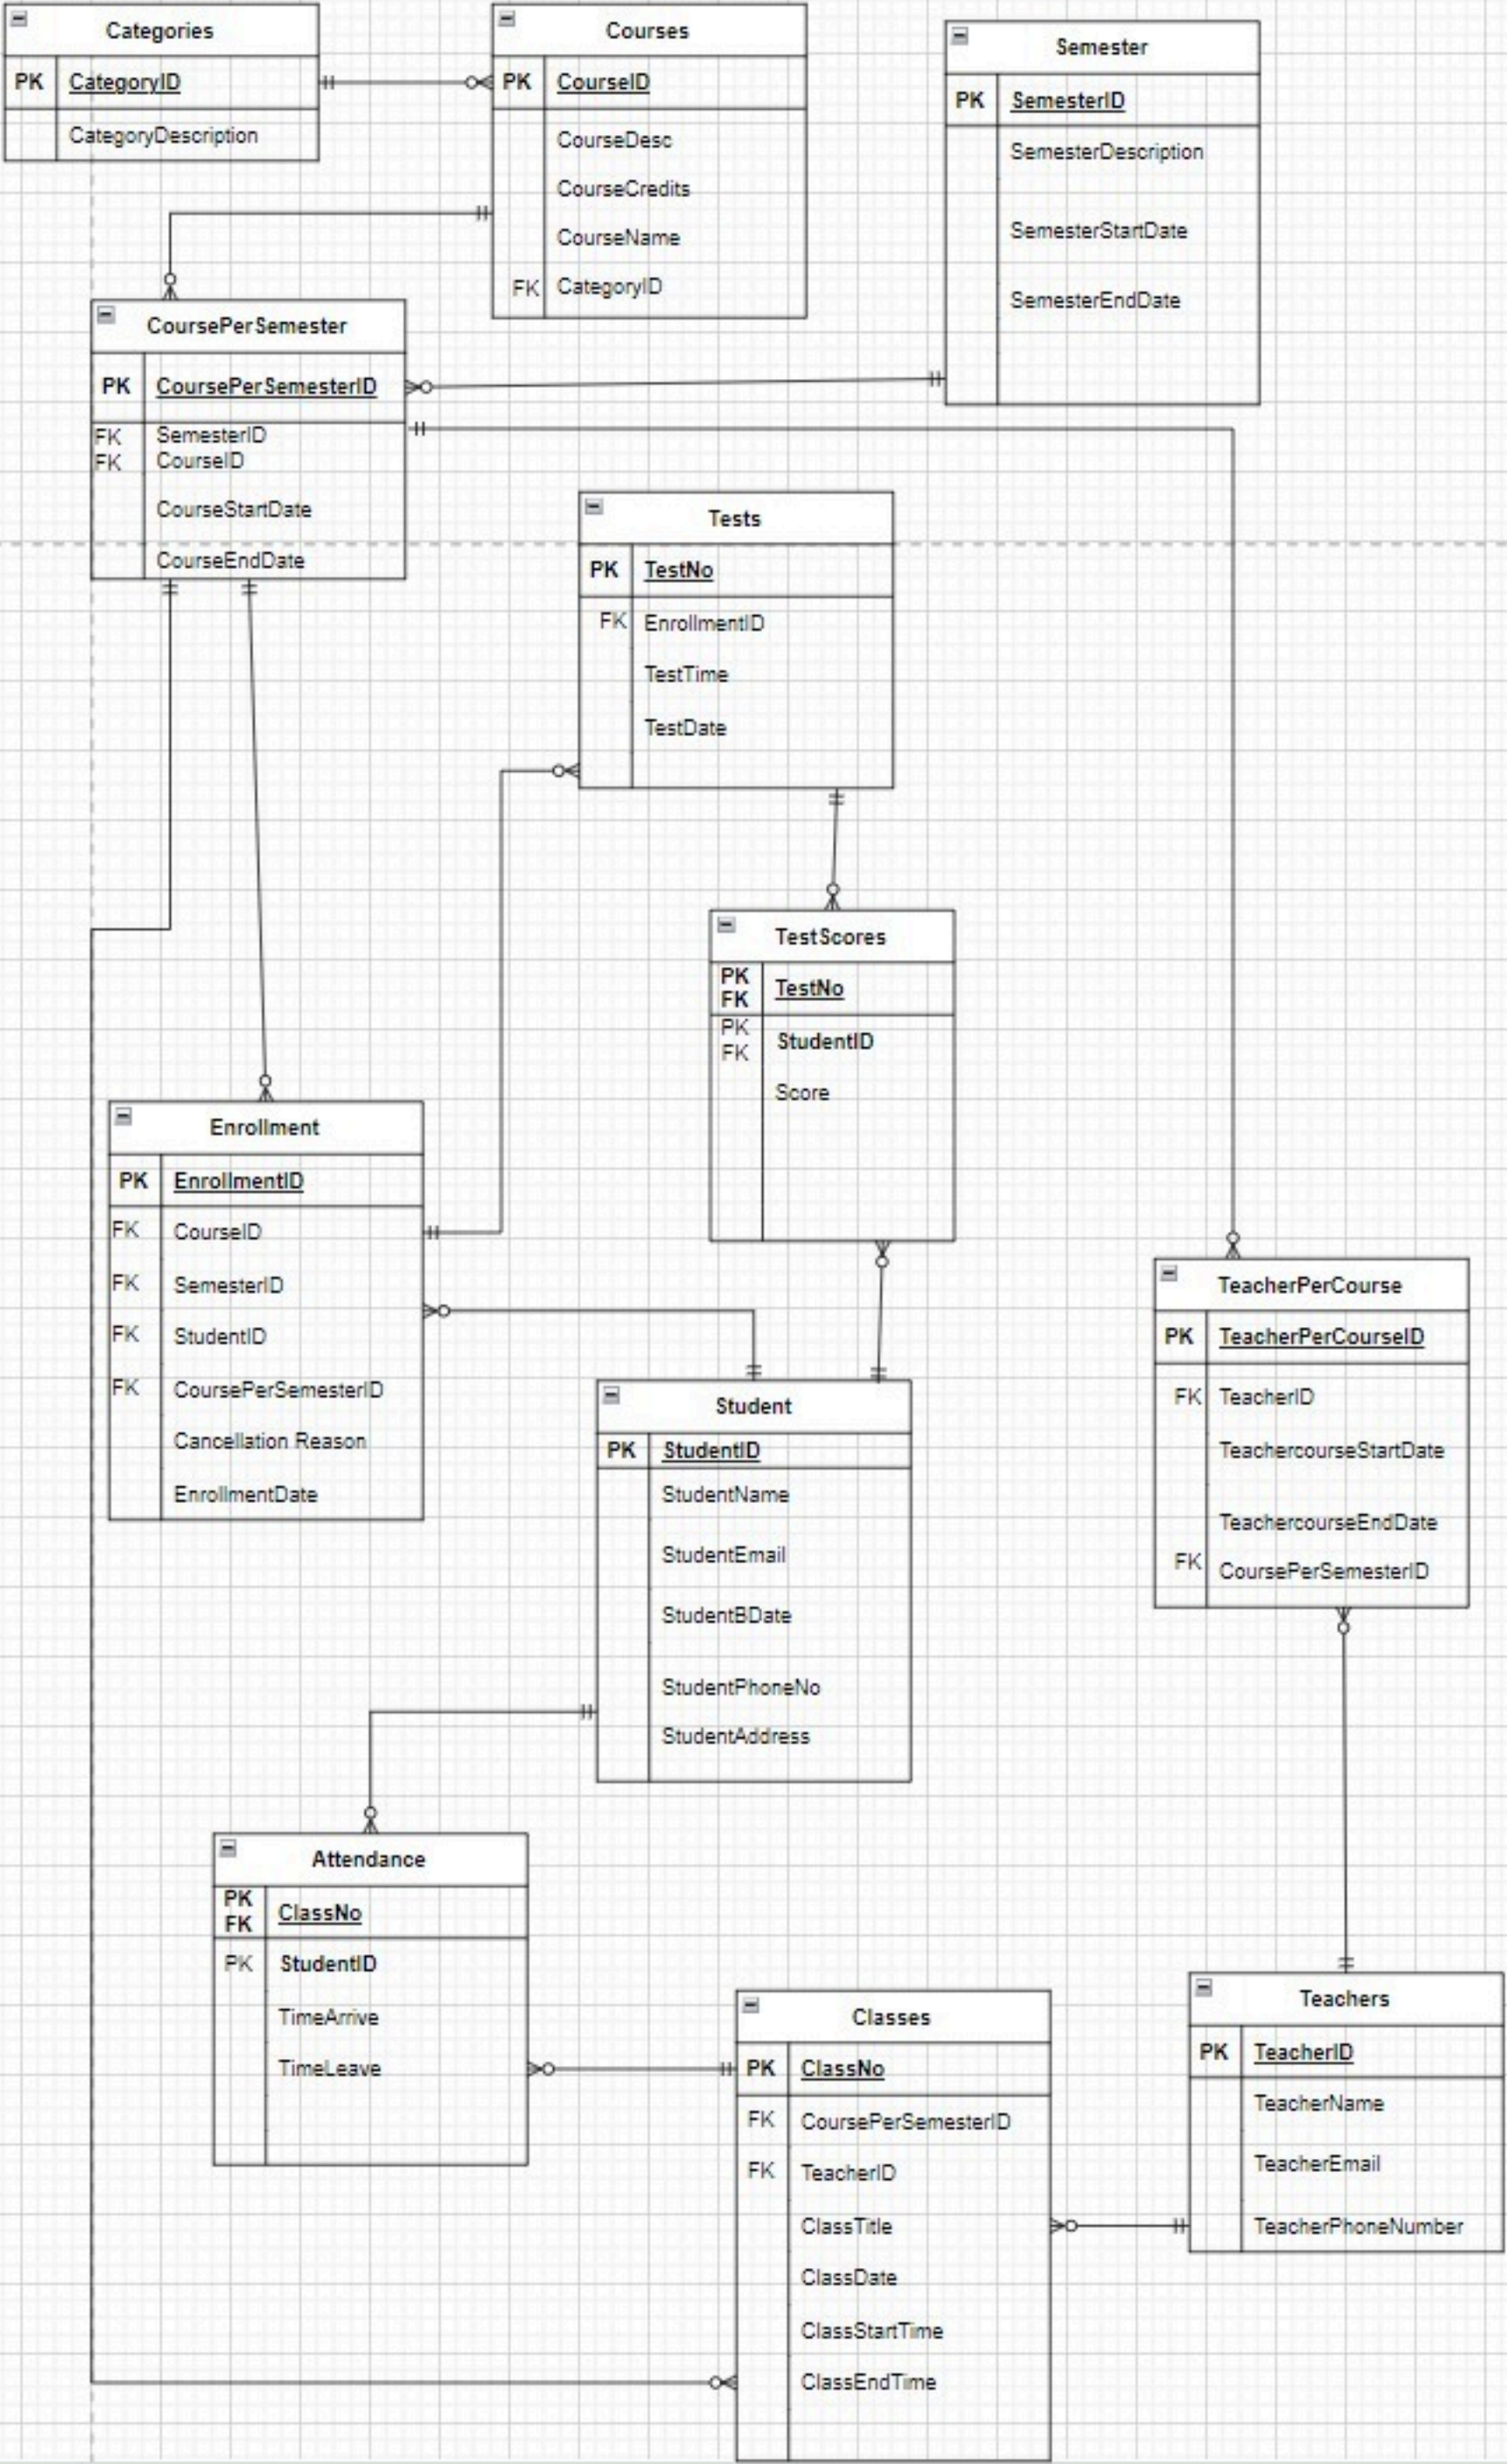 Categories
PK CategoryID
CategoryDescription
Courses
PK CourseID
CourseDesc
CourseCredits
CourseName
FK CategoryID
Semester
PK SemesterID
SemesterDescription
SemesterStartDate
SemesterEndDate
CoursePerSemester
PK CoursePerSemesterID
FK SemesterID
FK CourseID
CourseStartDate
CourseEndDate
Tests
PK TestNo
FK EnrollmentID
TestTime
TestDate
TestScores
PK
FK TestNo
PK
FK StudentID
Score
Enrollment
PK EnrollmentID
FK CourseID
FK SemesterID
FK StudentID
FK CoursePerSemesterID
Cancellation Reason
EnrollmentDate
TeacherPerCourse
PK TeacherPerCourseID
FK TeacherID
TeachercourseStartDate
TeachercourseEndDate
FK CoursePerSemesterID
Student
PK StudentID
StudentName
StudentEmail
StudentBDate
StudentPhoneNo
StudentAddress
Attendance
PK
FK ClassNo
PK StudentID
TimeArrive
TimeLeave
Classes
PK ClassNo
FK CoursePerSemesterID
FK TeacherID
ClassTitle
ClassDate
ClassStartTime
ClassEndTime
Teachers
PK TeacherID
TeacherName
TeacherEmail
TeacherPhoneNumber